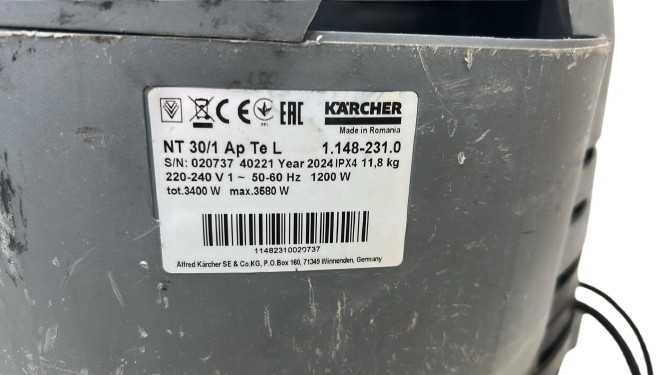 CE EAC KÄRCHER
Made in Romania
NT 30/1 Ap Te L 1.148-231.0
S/N: 020737 40221 Year 2024 IPX4 11,8 kg
220-240 V 1 ~ 50-60 Hz 1200 W
tot.3400 W max.3580 W
11482310020737
Alfred Kärcher SE & Co.KG, P.O.Box 160, 71349 Winnenden, Germany